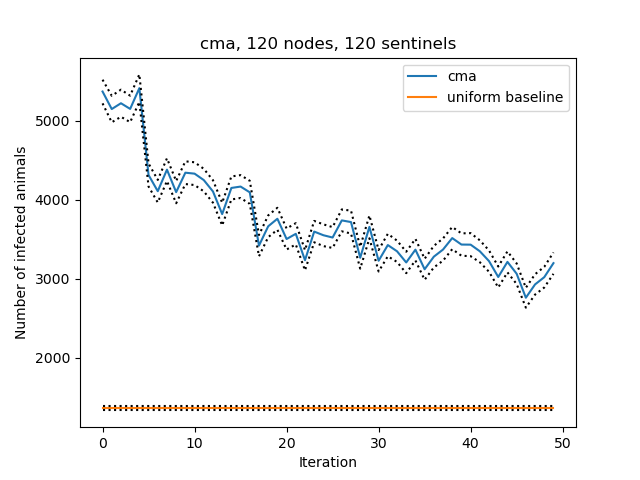 cma, 120 nodes, 120 sentinels
cma
uniform baseline
Number of infected animals
5000
4000
3000
2000
0 10 20 30 40 50
Iteration